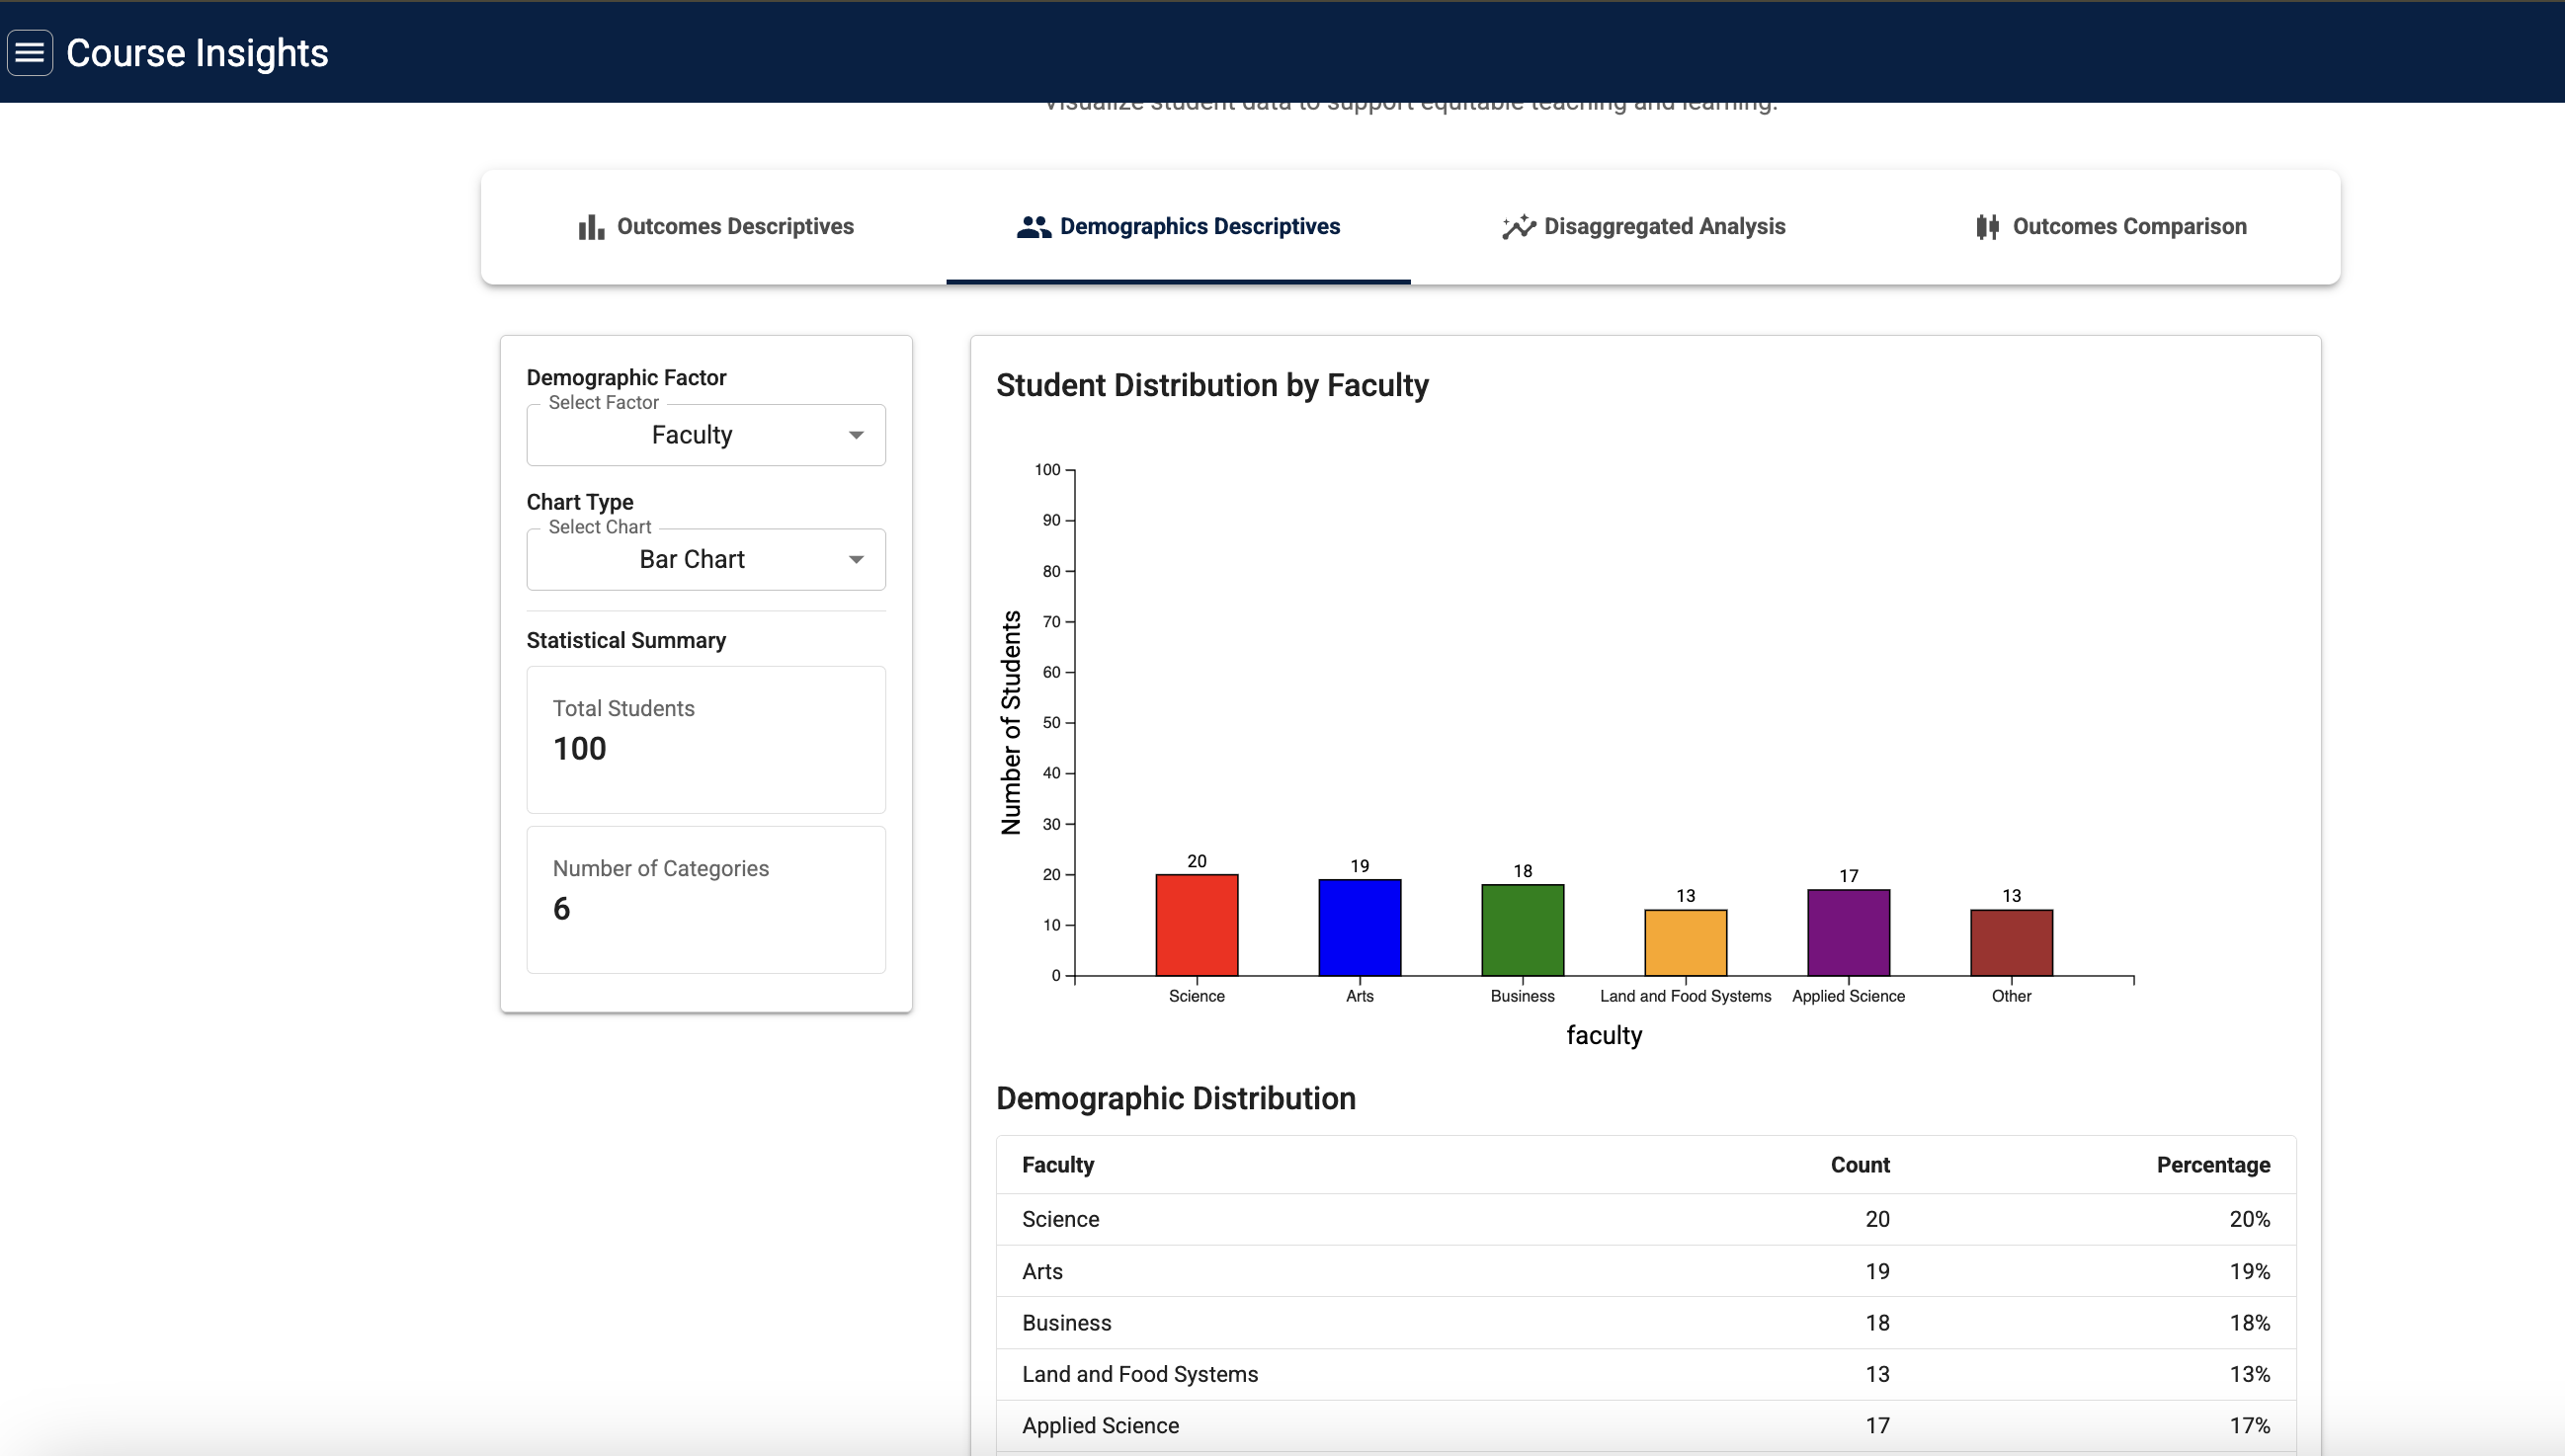 Course Insights
Visualize student data to support equitable teaching and learning.
Outcomes Descriptives
Demographics Descriptives
Disaggregated Analysis
Outcomes Comparison
Demographic Factor
Select Factor
Faculty
Chart Type
Select Chart
Bar Chart
Statistical Summary
Total Students
100
Number of Categories
6
Student Distribution by Faculty
Number of Students
100
90
80
70
60
50
40
30
20
10
0
20
19
18
13
17
13
Science
Arts
Business
Land and Food Systems
Applied Science
Other
faculty
Demographic Distribution
Faculty Count Percentage
Science 20 20%
Arts 19 19%
Business 18 18%
Land and Food Systems 13 13%
Applied Science 17 17%